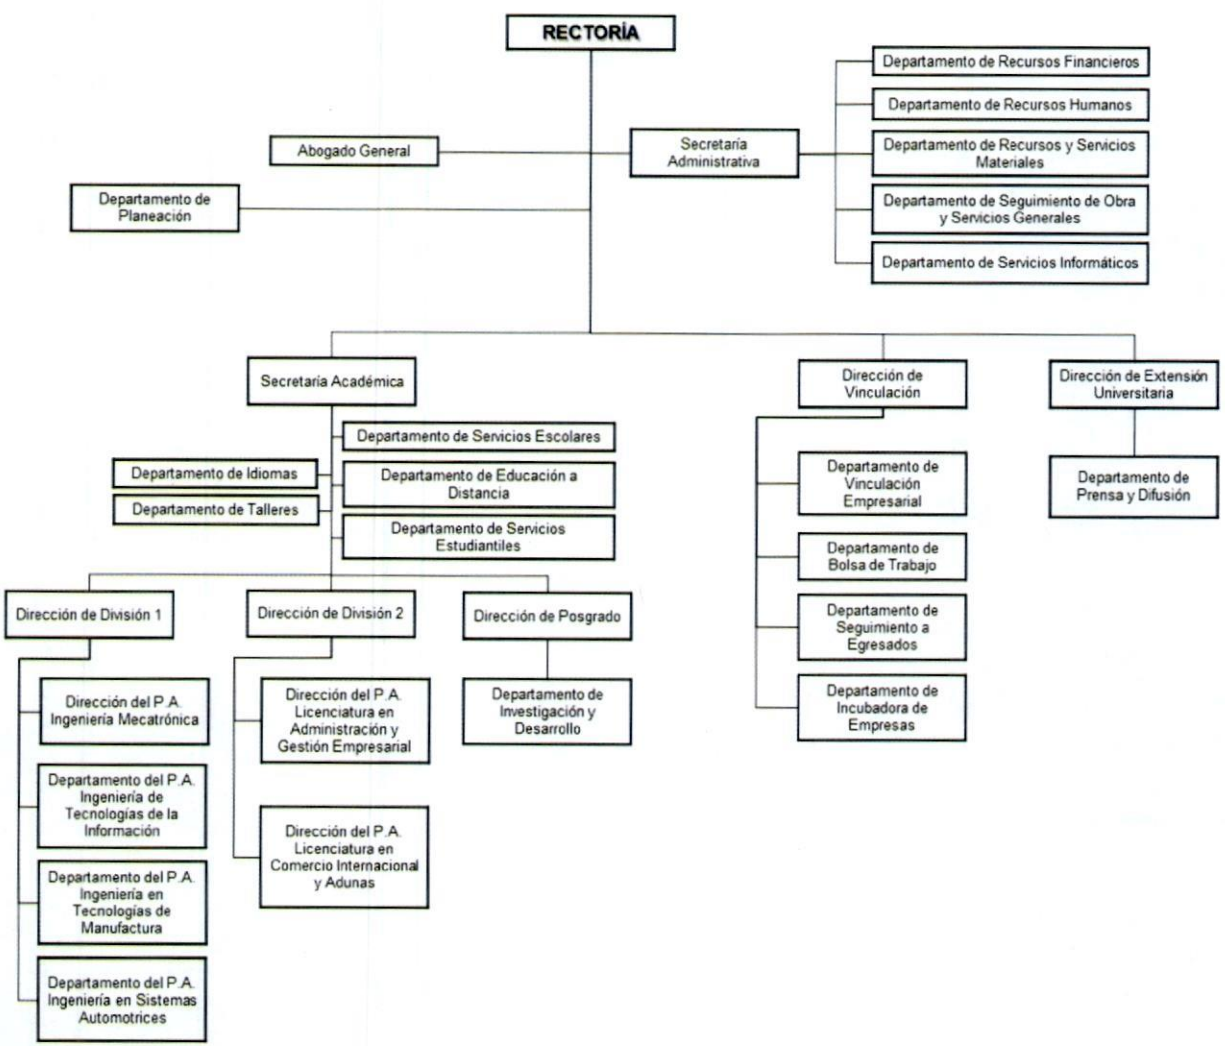 RECTORÍA
Departamento de Recursos Financieros
Departamento de Recursos Humanos
Abogado General
Secretaría
Administrativa
Departamento de Recursos y Servicios
Materiales
Departamento de
Planeación
Departamento de Seguimiento de Obra
y Servicios Generales
Departamento de Servicios Informáticos
Secretaría Académica
Dirección de
Vinculación
Dirección de Extensión
Universitaria
Departamento de Servicios Escolares
Departamento de Idiomas
Departamento de Educación a
Distancia
Departamento de Talleres
Departamento de Servicios
Estudiantiles
Departamento de
Vinculación
Empresarial
Departamento de
Prensa y Difusión
Departamento de
Bolsa de Trabajo
Departamento de
Seguimiento a
Egresados
Departamento de
Incubadora de
Empresas
Dirección de División 1
Dirección de División 2
Dirección de Posgrado
Dirección del P.A.
Ingeniería Mecatrónica
Departamento del P.A.
Ingeniería de
Tecnologías de la
Información
Departamento del P.A.
Ingeniería en
Tecnologías de
Manufactura
Departamento del P.A.
Ingeniería en Sistemas
Automotrices
Dirección del P.A.
Licenciatura en
Administración y
Gestión Empresarial
Dirección del P.A.
Licenciatura en
Comercio Internacional
y Adunas
Departamento de
Investigación y
Desarrollo